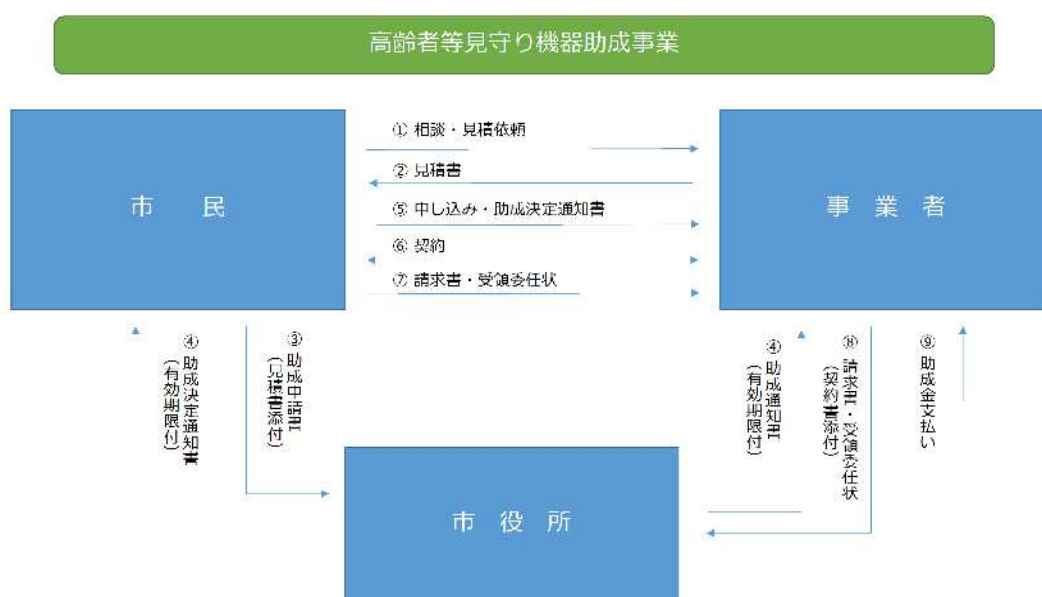 高齢者等見守り機器助成事業
① 相談・見積依頼
② 見積書
市 民
⑤ 申し込み・助成決定通知書
事 業 者
⑥ 契約
⑦ 請求書・受領委任状
④ 助成決定通知書
(有効期限付)
③ 助成申請書
(見積書添付)
④ 助成通知書
(有効期限付)
⑧ 請求書・受領委任状
(契約書添付)
⑨ 助成金支払い
市 役 所